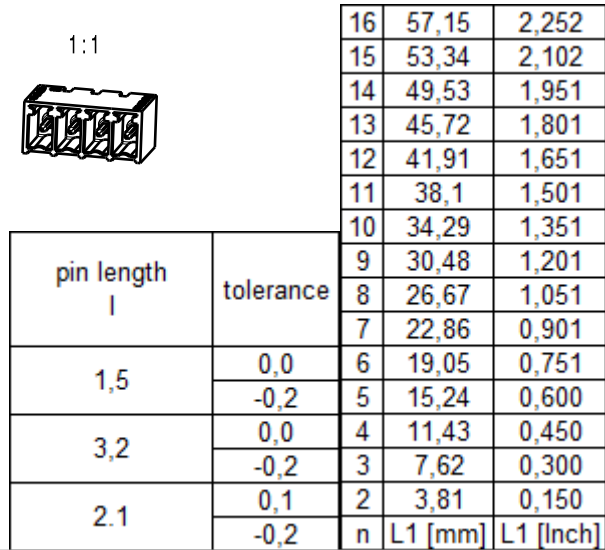 1:1
16 57,15 2,252
15 53,34 2,102
14 49,53 1,951
13 45,72 1,801
12 41,91 1,651
11 38,1 1,501
10 34,29 1,351
9 30,48 1,201
8 26,67 1,051
7 22,86 0,901
6 19,05 0,751
5 15,24 0,600
4 11,43 0,450
3 7,62 0,300
2 3,81 0,150
n L1 [mm] L1 [Inch]
pin length
l
tolerance
1,5
0,0
-0,2
3,2
0,0
-0,2
2.1
0,1
-0,2